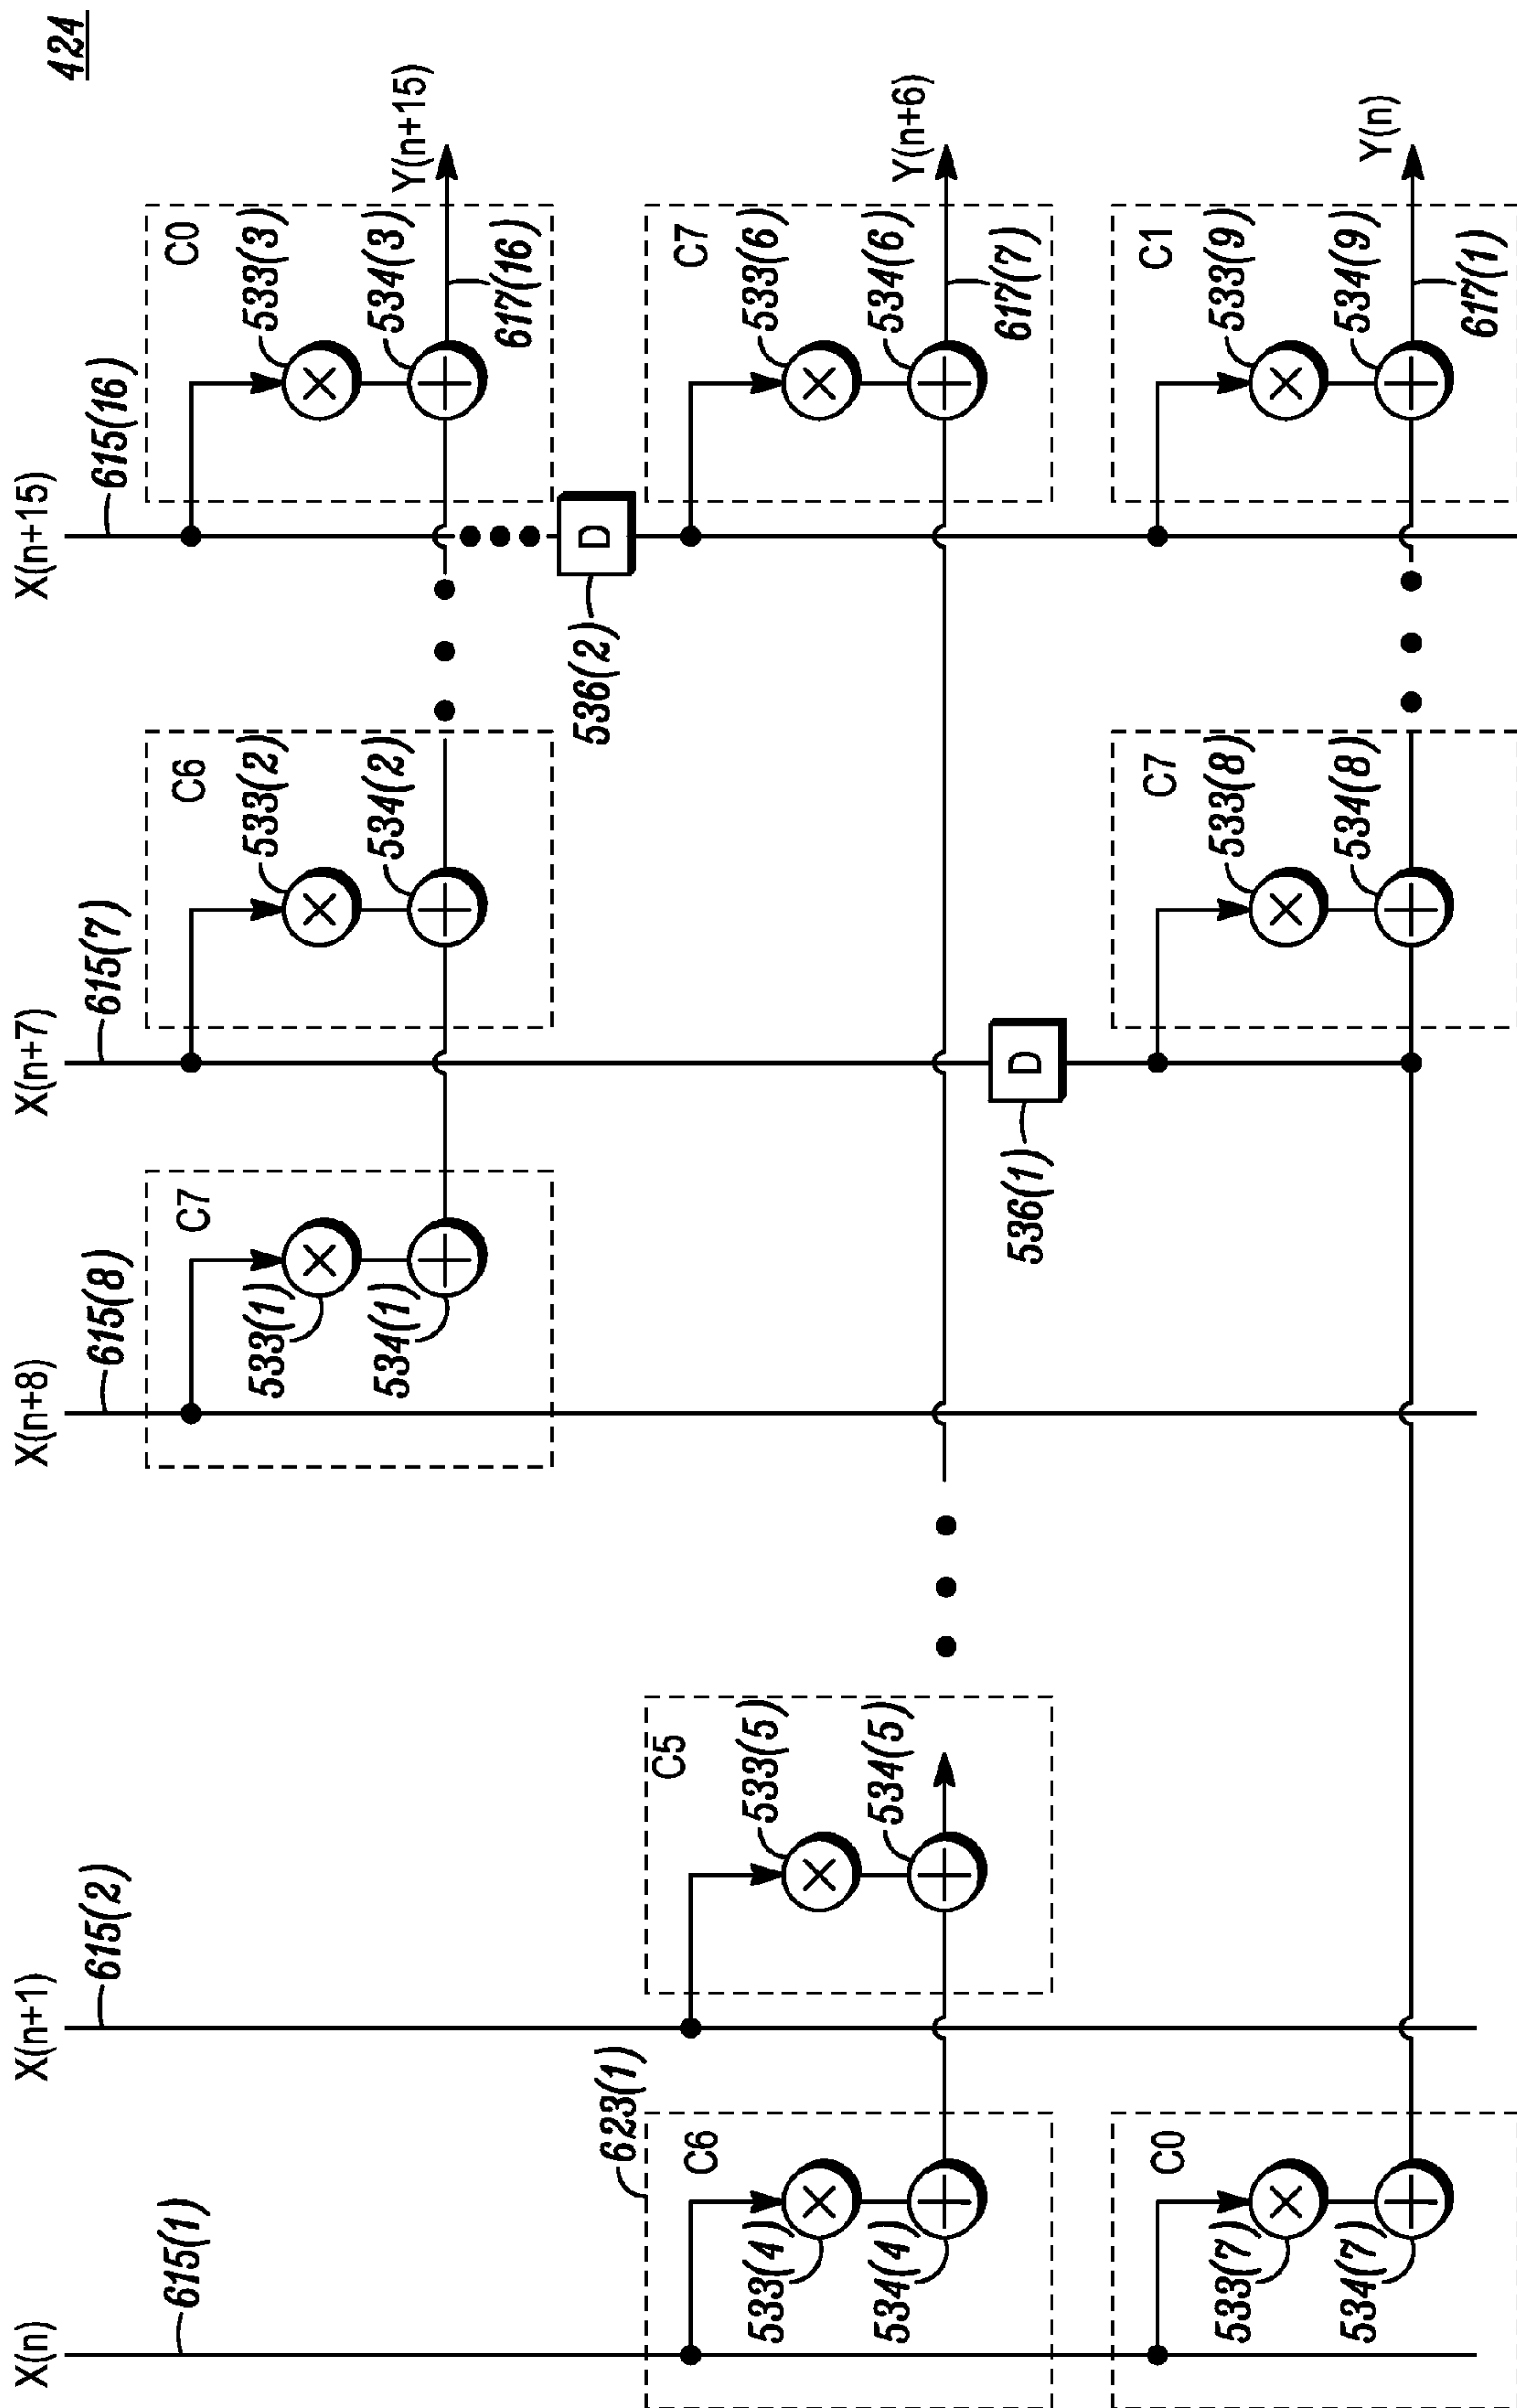 424
X(n)
X(n+1)
X(n+8)
X(n+7)
X(n+15)
615(1)
615(2)
615(8)
615(7)
615(16)
C7
533(1)
534(1)
C6
533(2)
534(2)
C0
533(3)
534(3)
Y(n+15)
617(16)
D
536(2)
623(1)
C6
533(4)
534(4)
C5
533(5)
534(5)
C7
533(6)
534(6)
Y(n+6)
617(7)
D
536(1)
C0
533(7)
534(7)
C7
533(8)
534(8)
C1
533(9)
534(9)
Y(n)
617(1)